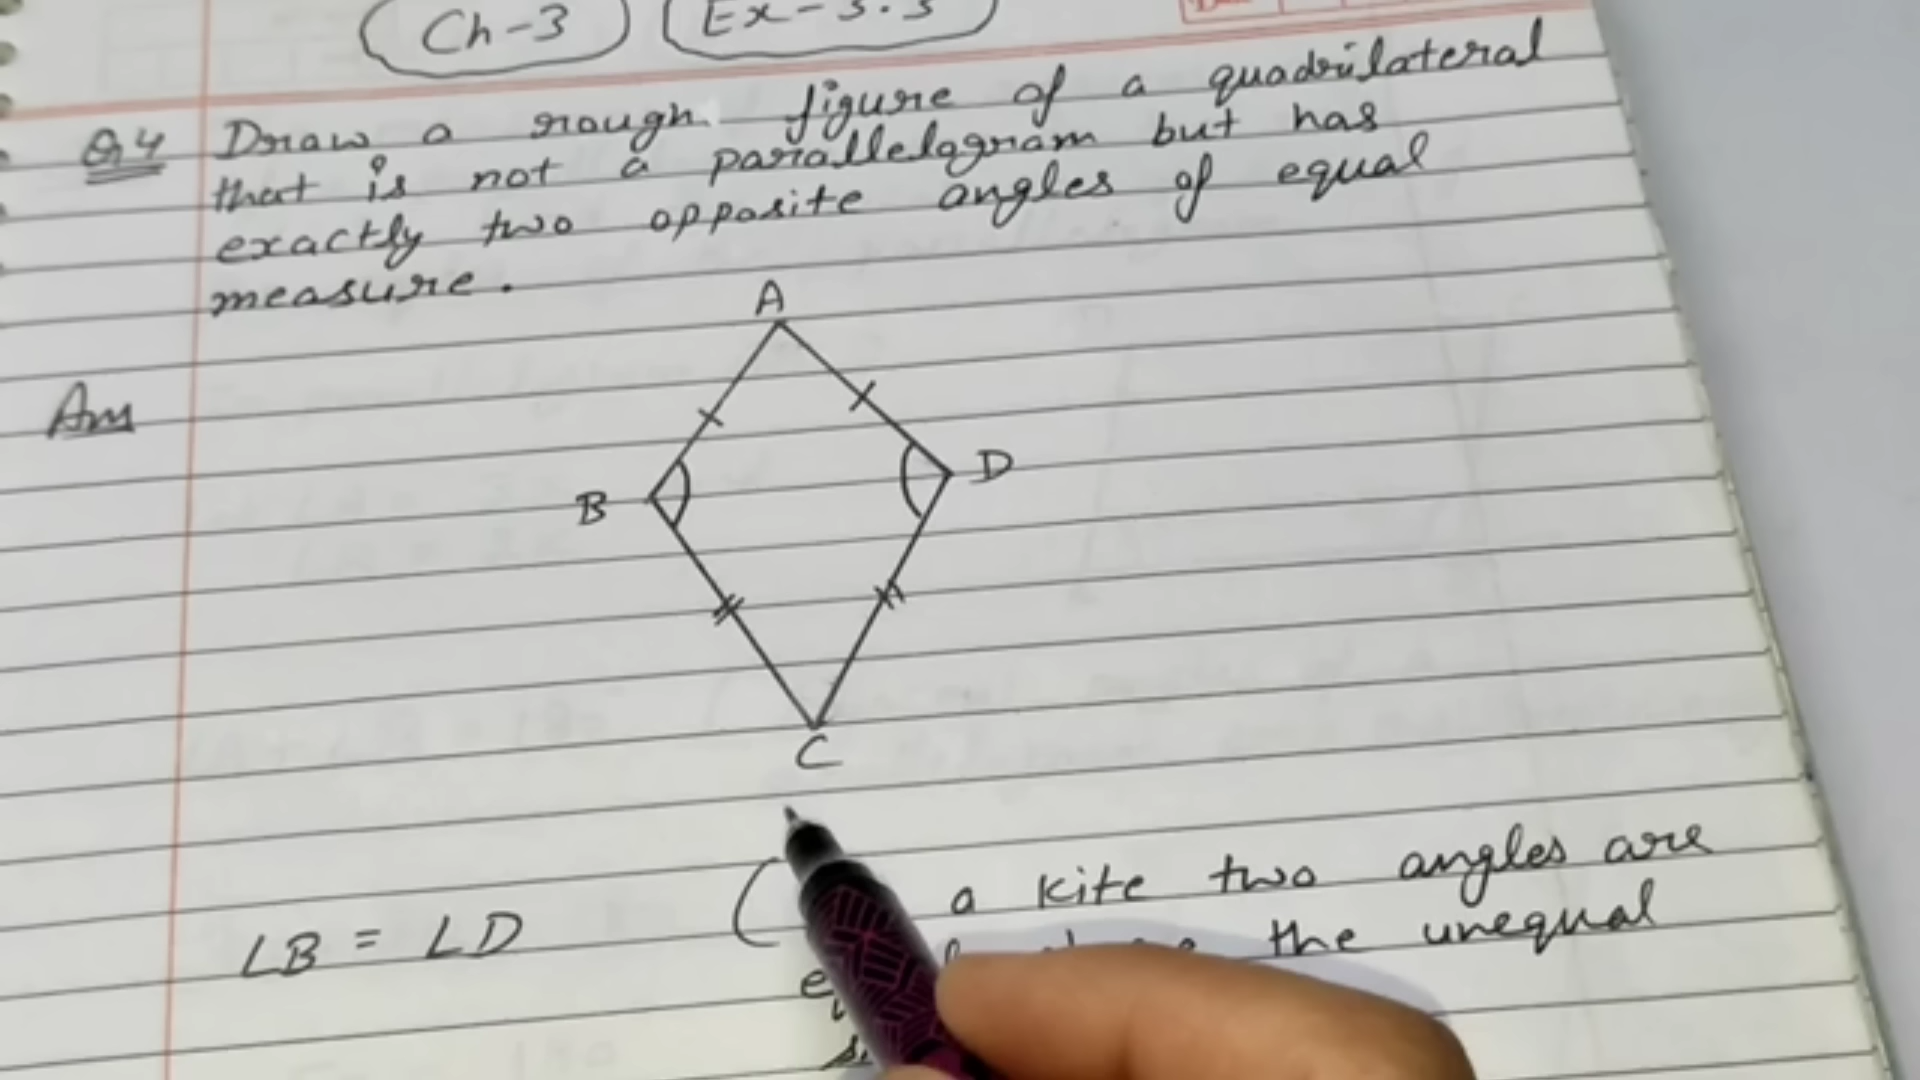 Ch-3 Ex-3.3
Q4 Draw a rough figure of a quadrilateral
that is not a parallelogram but has
exactly two opposite angles of equal
measure.
Ans
A
B
D
C
∠B = ∠D
( a kite two angles are
the unequal